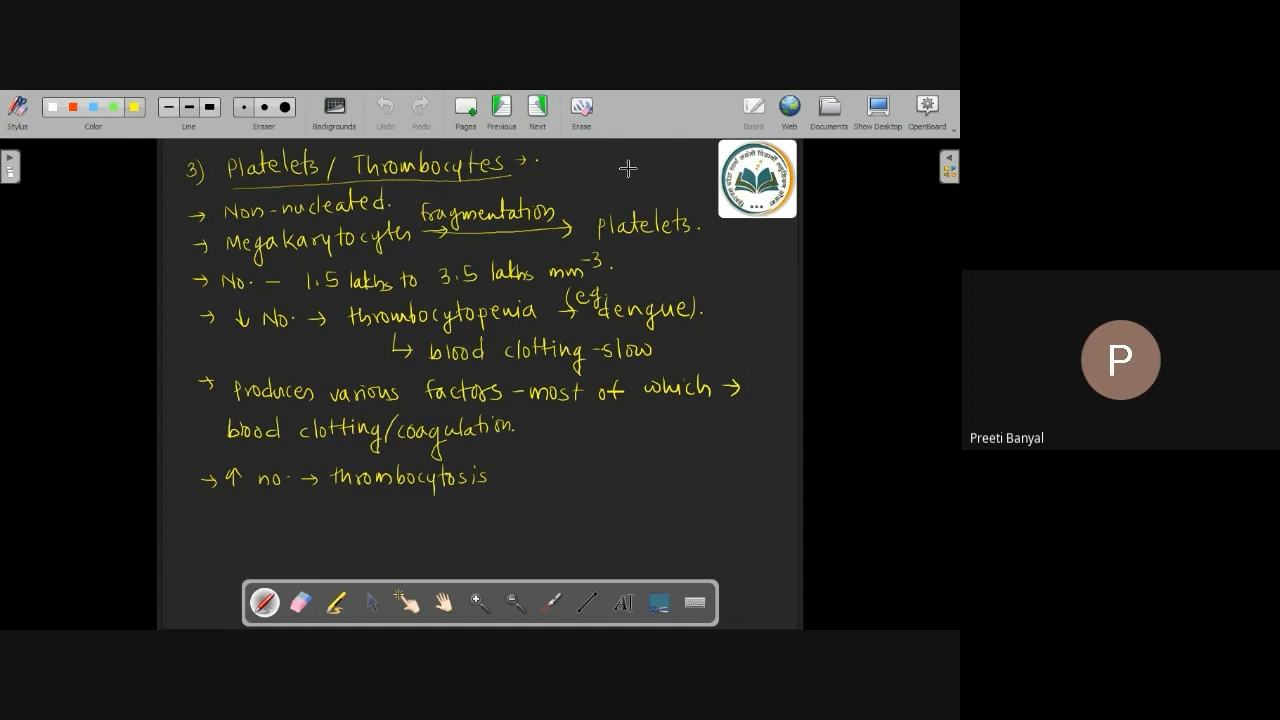 Stylus
Color
Line
Eraser
Backgrounds
Undo
Redo
Pages
Previous
Next
Erase
Board
Web
Documents
Show Desktop
OpenBoard
3) Platelets / Thrombocytes → .
→ Non-nucleated.
→ Megakarytocytes fragmentation → Platelets.
→ No. – 1.5 lakhs to 3.5 lakhs mm⁻³.
→ ↓ No. → thrombocytopenia → (eg. dengue).
↳ blood clotting - slow
→ Produces various factors – most of which →
blood clotting/coagulation.
→ ↑ no. → thrombocytosis
AI
P
Preeti Banyal